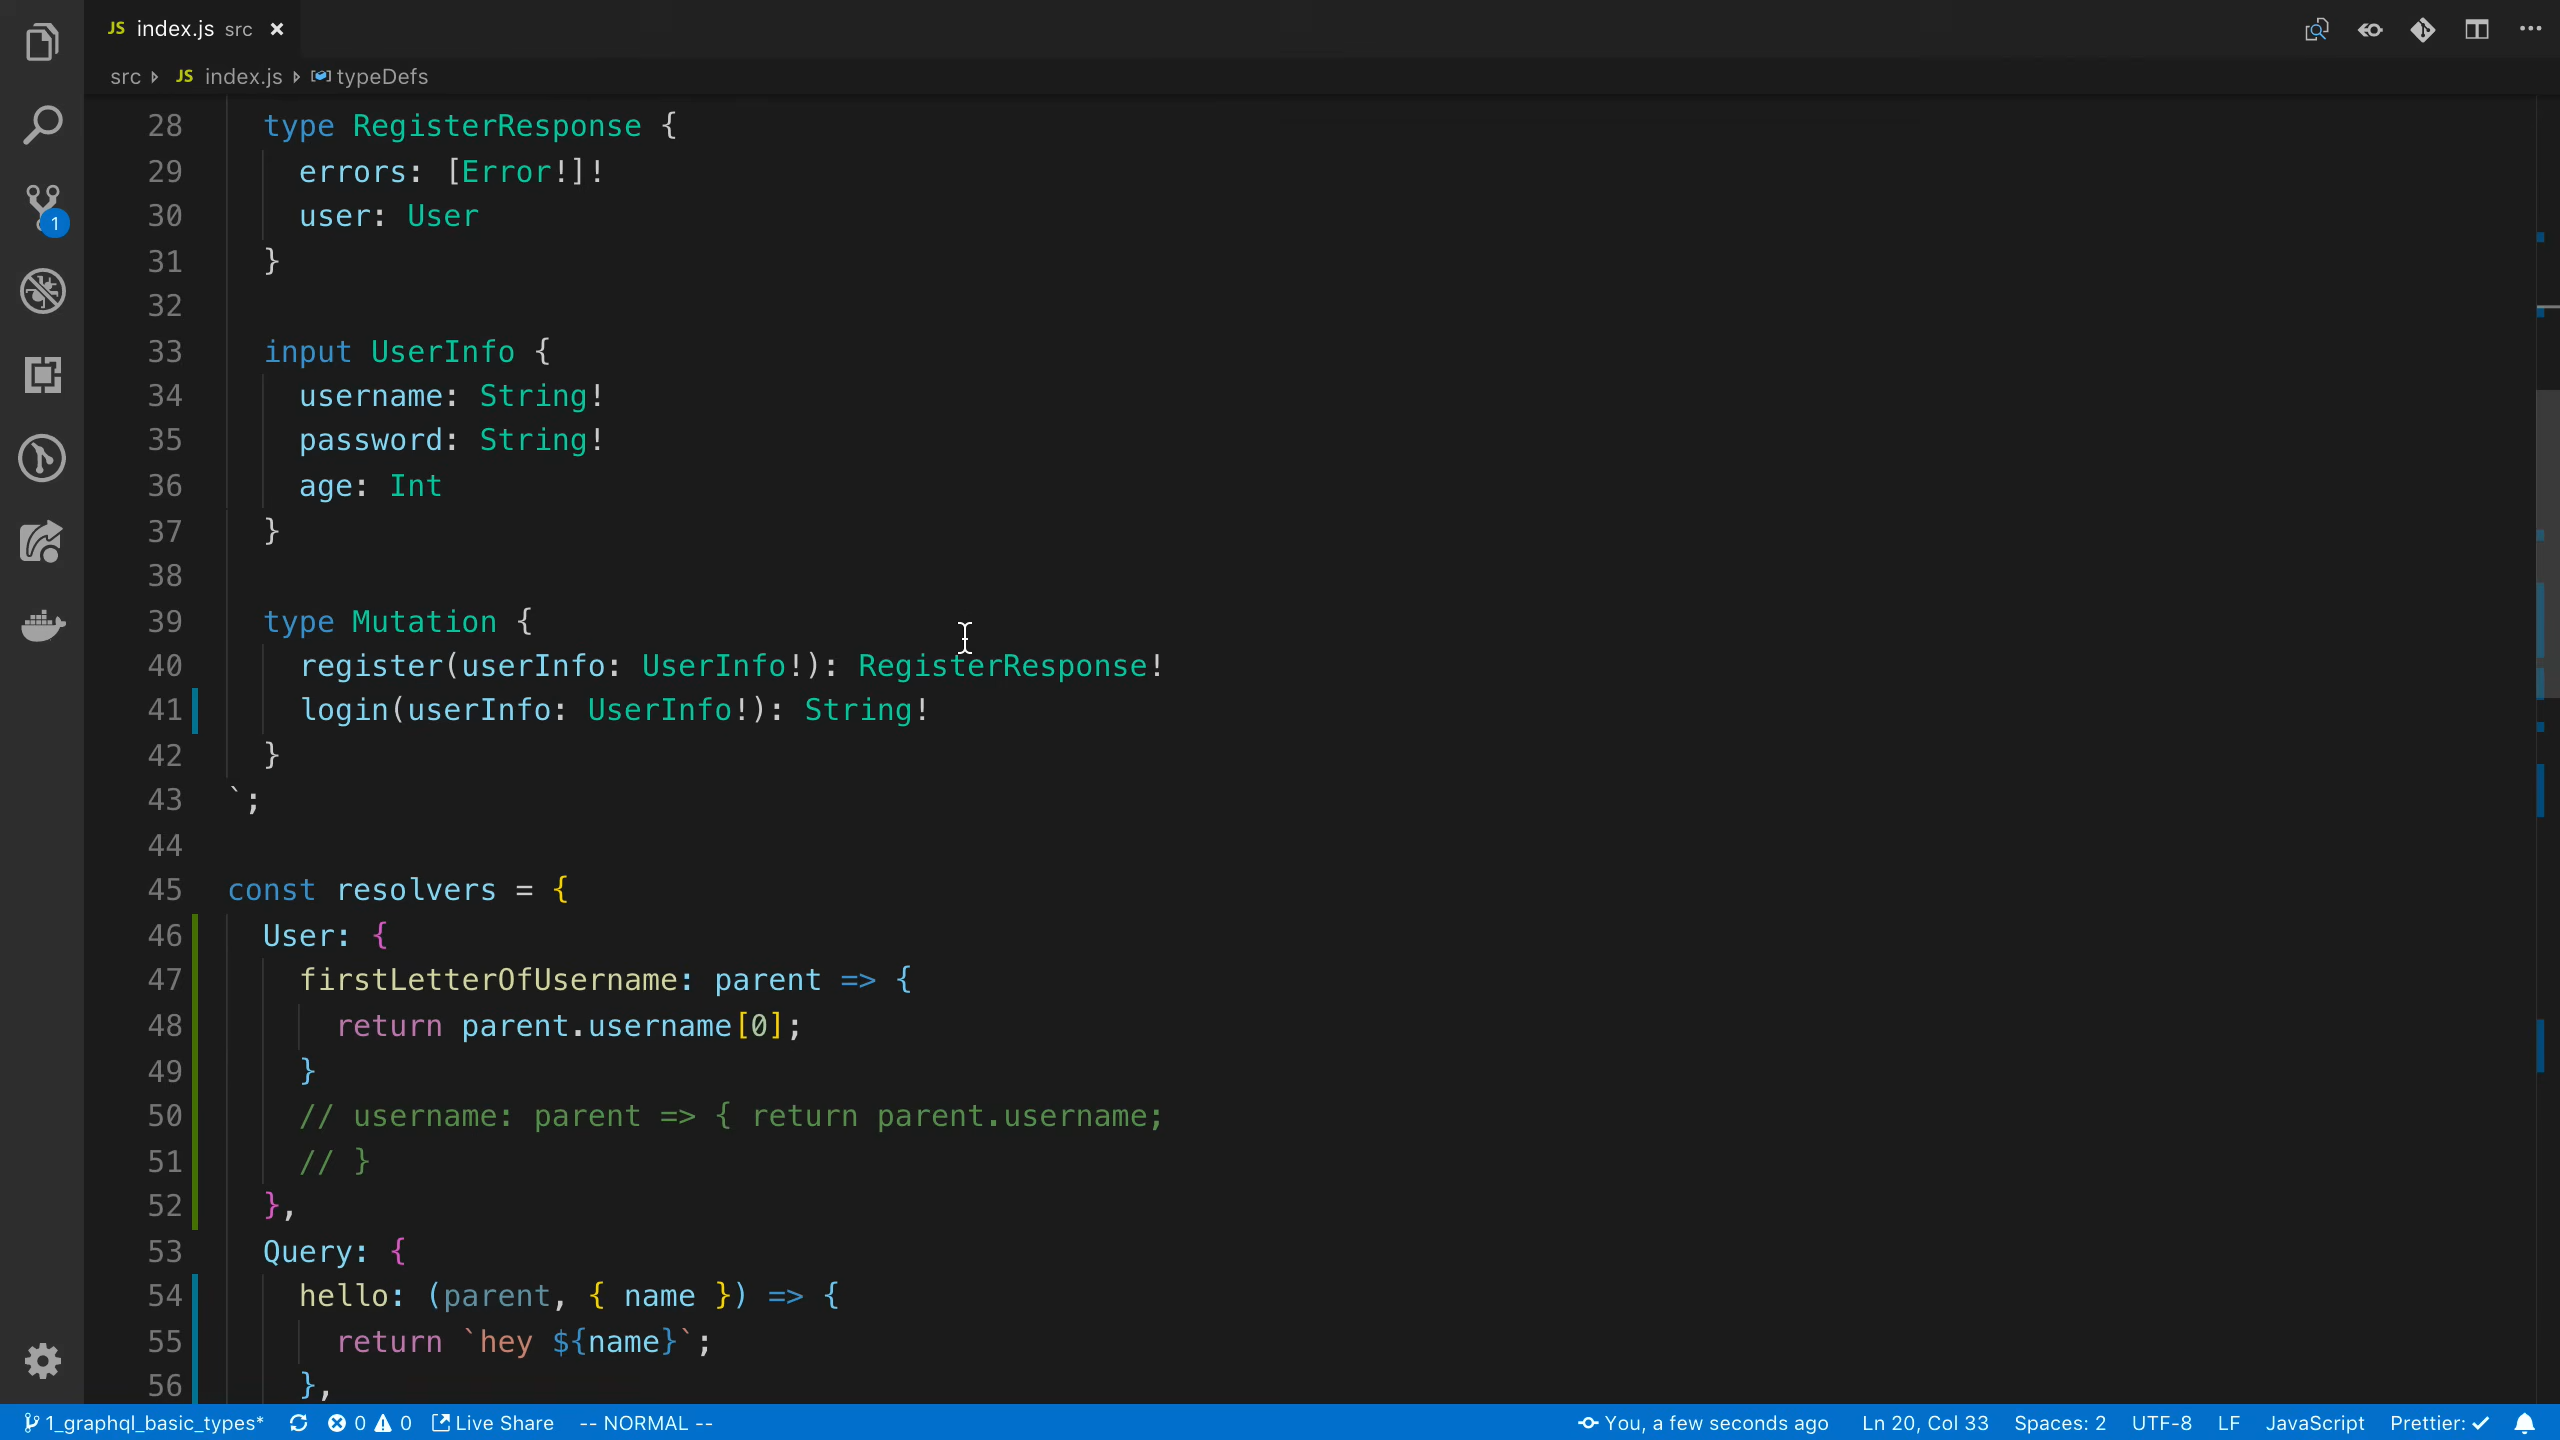 JS index.js src ×
src ▸ JS index.js ▸ typeDefs
28 type RegisterResponse {
29 errors: [Error!]!
30 user: User
31 }
32
33 input UserInfo {
34 username: String!
35 password: String!
36 age: Int
37 }
38
39 type Mutation {
40 register(userInfo: UserInfo!): RegisterResponse!
41 login(userInfo: UserInfo!): String!
42 }
43 `;
44
45 const resolvers = {
46 User: {
47 firstLetterOfUsername: parent => {
48 return parent.username[0];
49 }
50 // username: parent => { return parent.username;
51 // }
52 },
53 Query: {
54 hello: (parent, { name }) => {
55 return `hey ${name}`;
56 },
1
1_graphql_basic_types* 0 0 Live Share -- NORMAL -- You, a few seconds ago Ln 20, Col 33 Spaces: 2 UTF-8 LF JavaScript Prettier: ✓